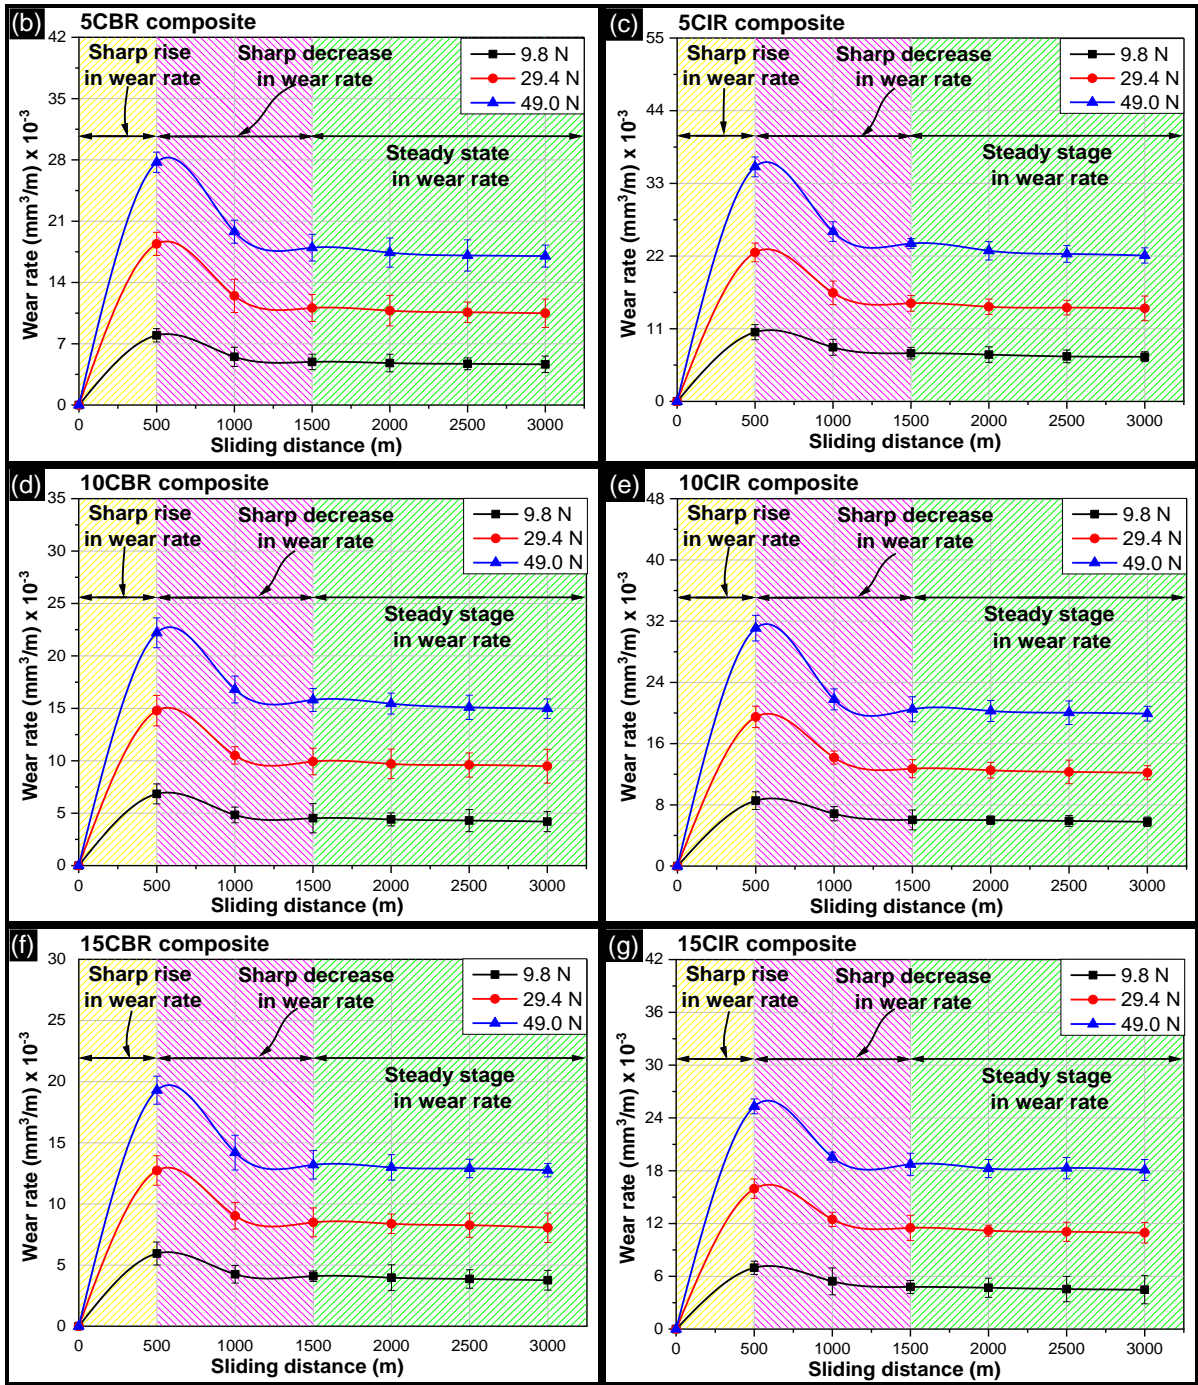 (b) 5CBR composite
Sharp rise
in wear rate
Sharp decrease
in wear rate
9.8 N
29.4 N
49.0 N
Steady state
in wear rate
Wear rate (mm³/m) x 10⁻³
42
35
28
21
14
7
0
0 500 1000 1500 2000 2500 3000
Sliding distance (m)
(c) 5CIR composite
Sharp rise
in wear rate
Sharp decrease
in wear rate
9.8 N
29.4 N
49.0 N
Steady stage
in wear rate
Wear rate (mm³/m) x 10⁻³
55
44
33
22
11
0
0 500 1000 1500 2000 2500 3000
Sliding distance (m)
(d) 10CBR composite
Sharp rise
in wear rate
Sharp decrease
in wear rate
9.8 N
29.4 N
49.0 N
Steady stage
in wear rate
Wear rate (mm³/m) x 10⁻³
35
30
25
20
15
10
5
0
0 500 1000 1500 2000 2500 3000
Sliding distance (m)
(e) 10CIR composite
Sharp rise
in wear rate
Sharp decrease
in wear rate
9.8 N
29.4 N
49.0 N
Steady stage
in wear rate
Wear rate (mm³/m) x 10⁻³
48
40
32
24
16
8
0
0 500 1000 1500 2000 2500 3000
Sliding distance (m)
(f) 15CBR composite
Sharp rise
in wear rate
Sharp decrease
in wear rate
9.8 N
29.4 N
49.0 N
Steady stage
in wear rate
Wear rate (mm³/m) x 10⁻³
30
25
20
15
10
5
0
0 500 1000 1500 2000 2500 3000
Sliding distance (m)
(g) 15CIR composite
Sharp rise
in wear rate
Sharp decrease
in wear rate
9.8 N
29.4 N
49.0 N
Steady stage
in wear rate
Wear rate (mm³/m) x 10⁻³
42
36
30
24
18
12
6
0
0 500 1000 1500 2000 2500 3000
Sliding distance (m)